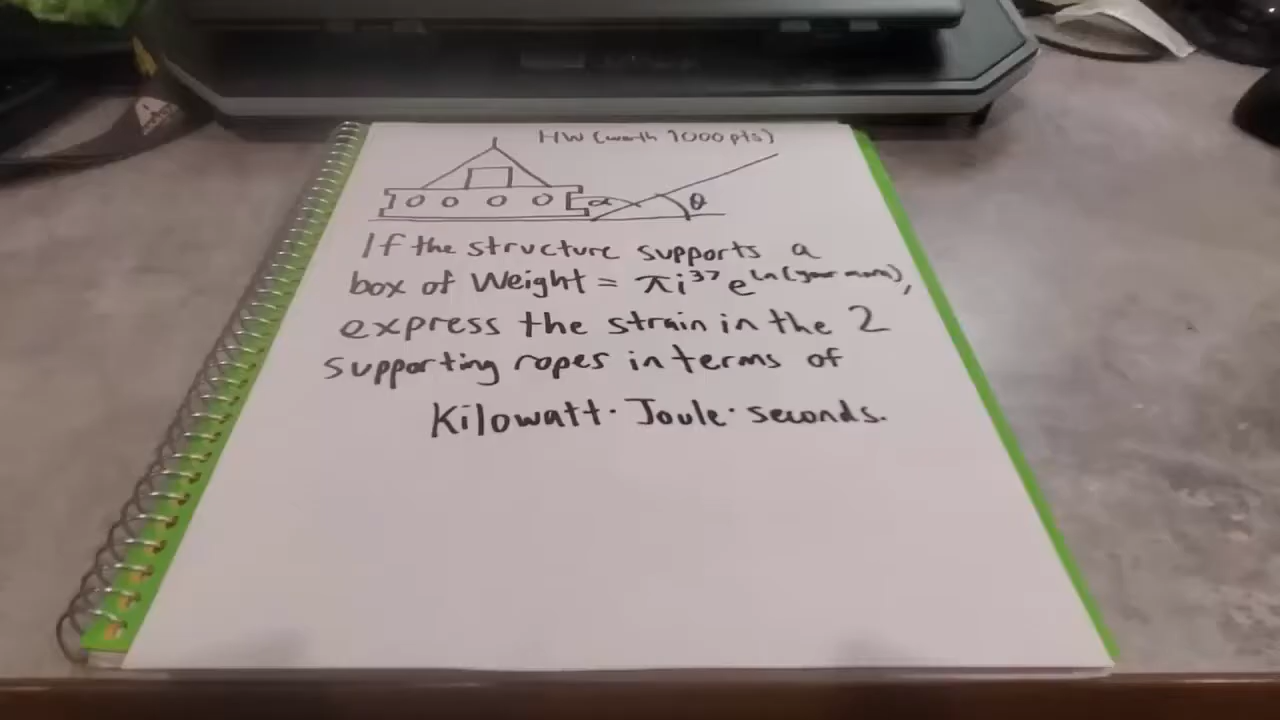 HW (worth 1000 pts)
α θ
If the structure supports a
box of Weight = πi³⁷e^ln(your mom),
express the strain in the 2
supporting ropes in terms of
Kilowatt · Joule · seconds.